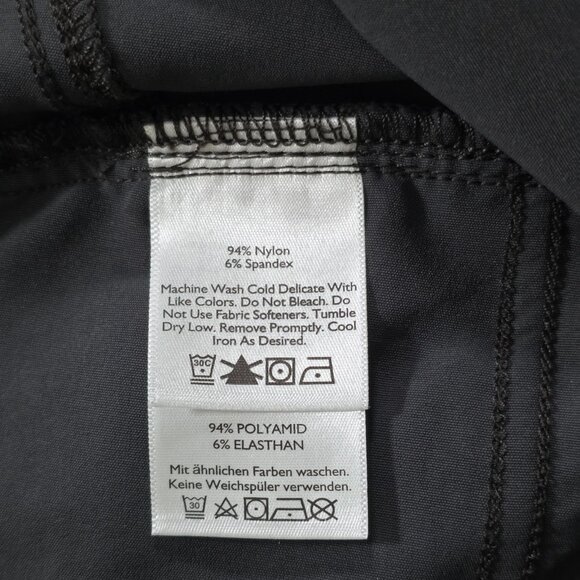 94% Nylon
6% Spandex
Machine Wash Cold Delicate With
Like Colors. Do Not Bleach. Do
Not Use Fabric Softeners. Tumble
Dry Low. Remove Promptly. Cool
Iron As Desired.
30C
94% POLYAMID
6% ELASTHAN
Mit ähnlichen Farben waschen.
Keine Weichspüler verwenden.
30